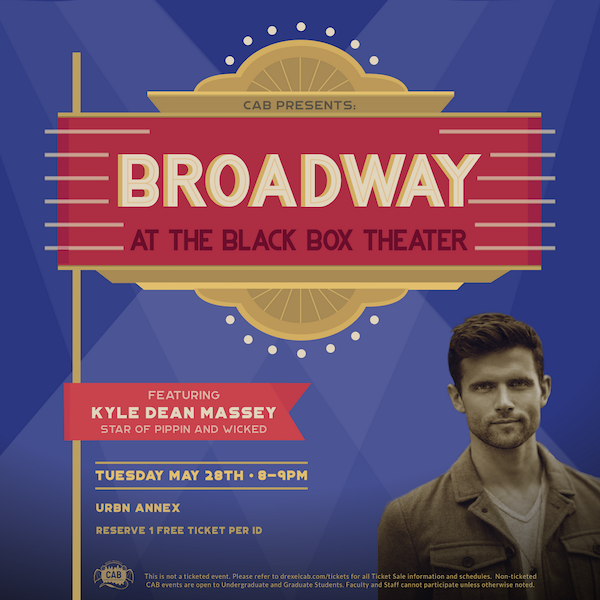 CAB PRESENTS:
BROADWAY
AT THE BLACK BOX THEATER
FEATURING
KYLE DEAN MASSEY
STAR OF PIPPIN AND WICKED
TUESDAY MAY 28TH • 8–9PM
URBN ANNEX
RESERVE 1 FREE TICKET PER ID
CAB
This is not a ticketed event. Please refer to drexelcab.com/tickets for all Ticket Sale information and schedules. Non-ticketed
CAB events are open to Undergraduate and Graduate Students. Faculty and Staff cannot participate unless otherwise noted.